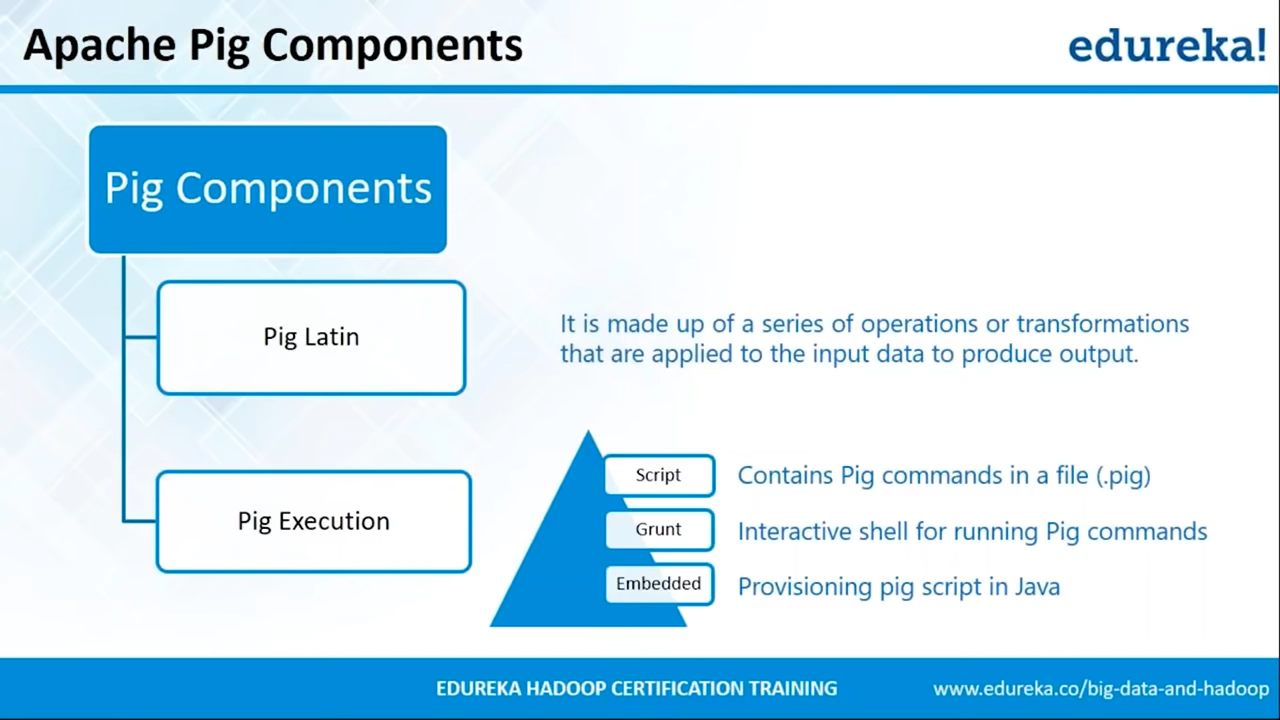 Apache Pig Components
edureka!
Pig Components
Pig Latin
It is made up of a series of operations or transformations
that are applied to the input data to produce output.
Pig Execution
Script
Contains Pig commands in a file (.pig)
Grunt
Interactive shell for running Pig commands
Embedded
Provisioning pig script in Java
EDUREKA HADOOP CERTIFICATION TRAINING
www.edureka.co/big-data-and-hadoop